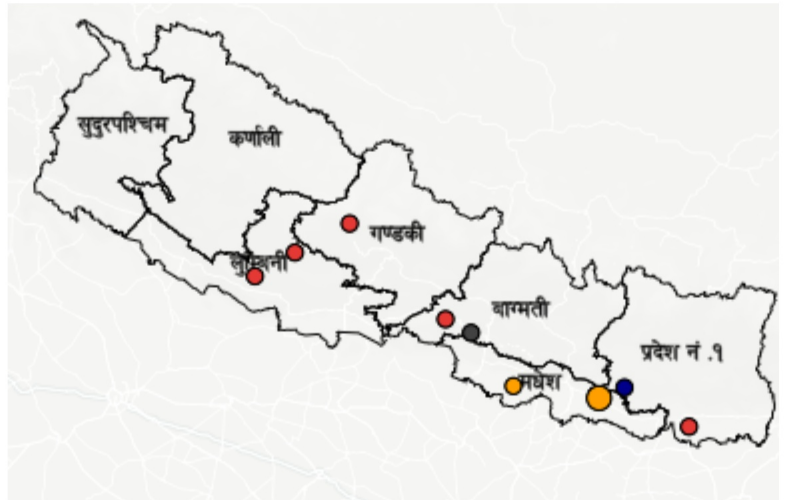 सुदुरपश्चिम
कर्णाली
गण्डकी
लुम्बिनी
बाग्मती
प्रदेश नं .१
मधेश